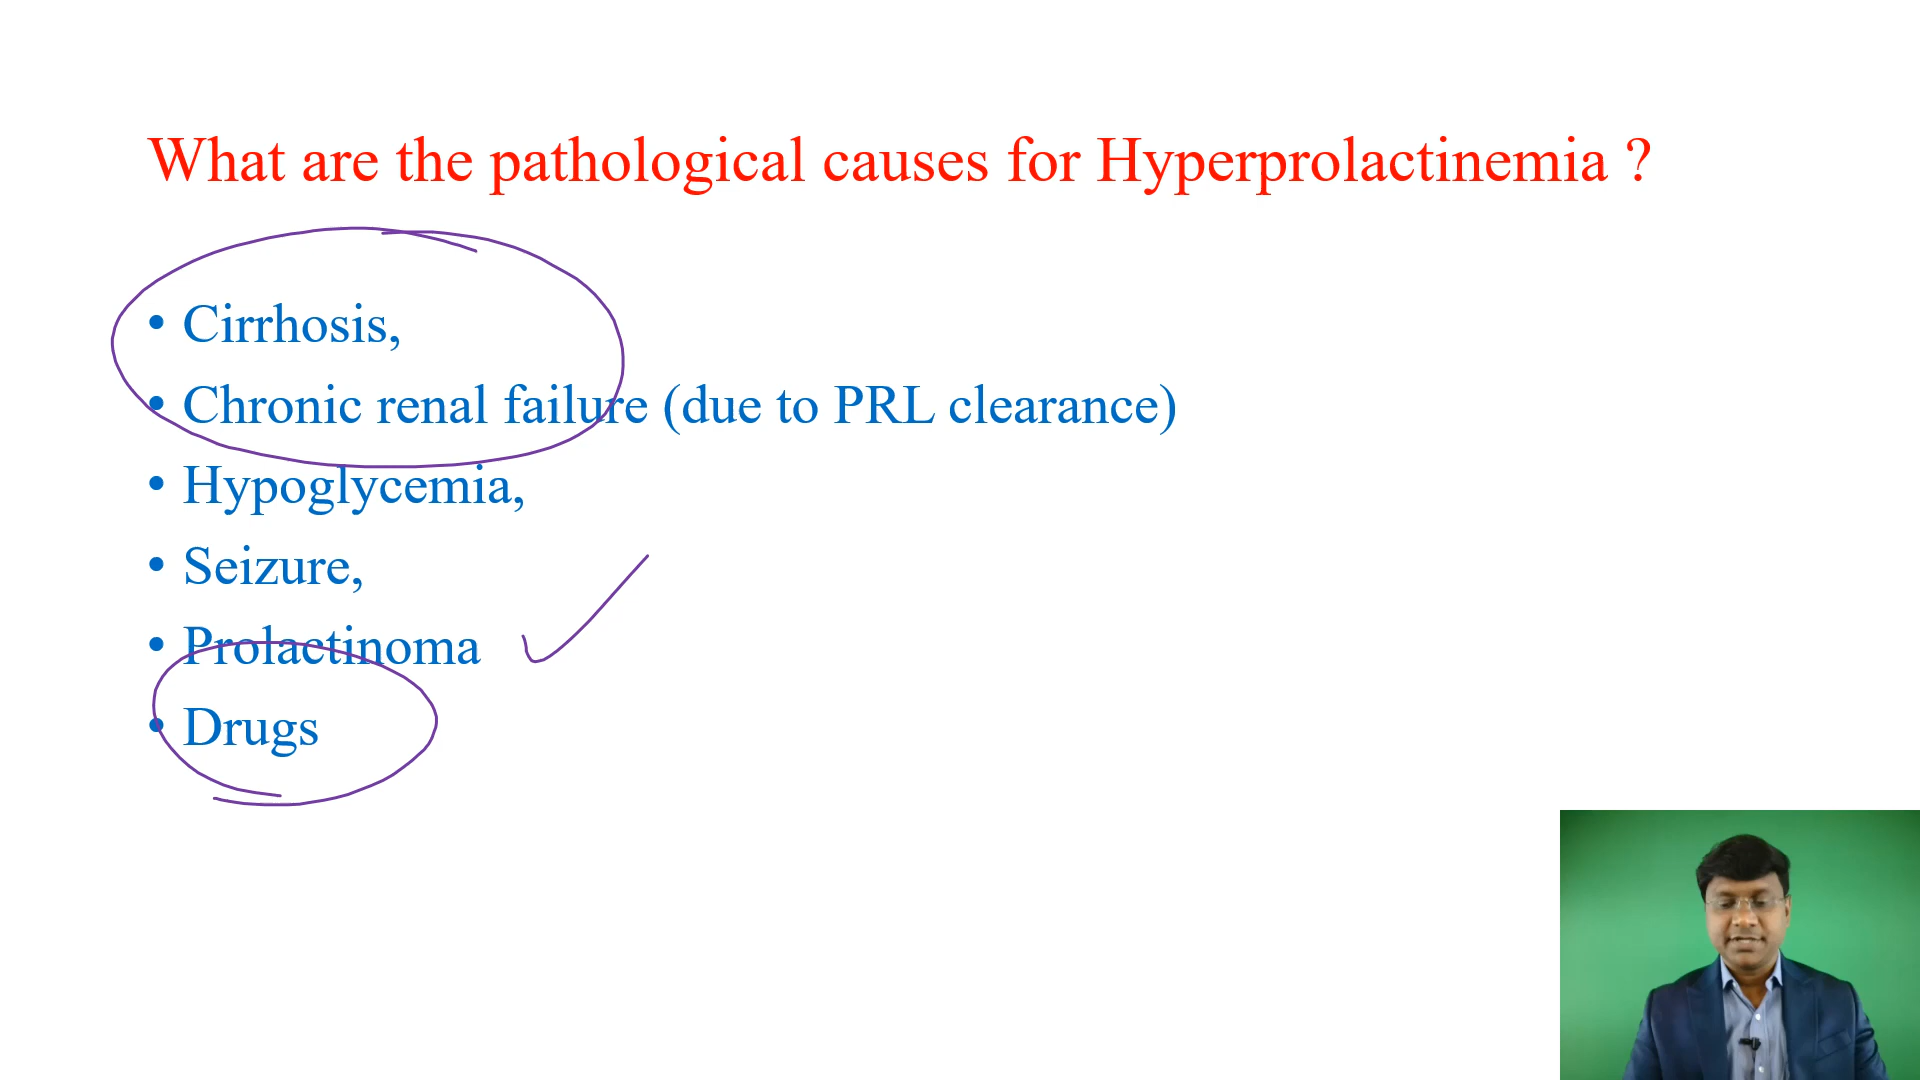 What are the pathological causes for Hyperprolactinemia ?
• Cirrhosis,
• Chronic renal failure (due to PRL clearance)
• Hypoglycemia,
• Seizure,
• Prolactinoma
• Drugs